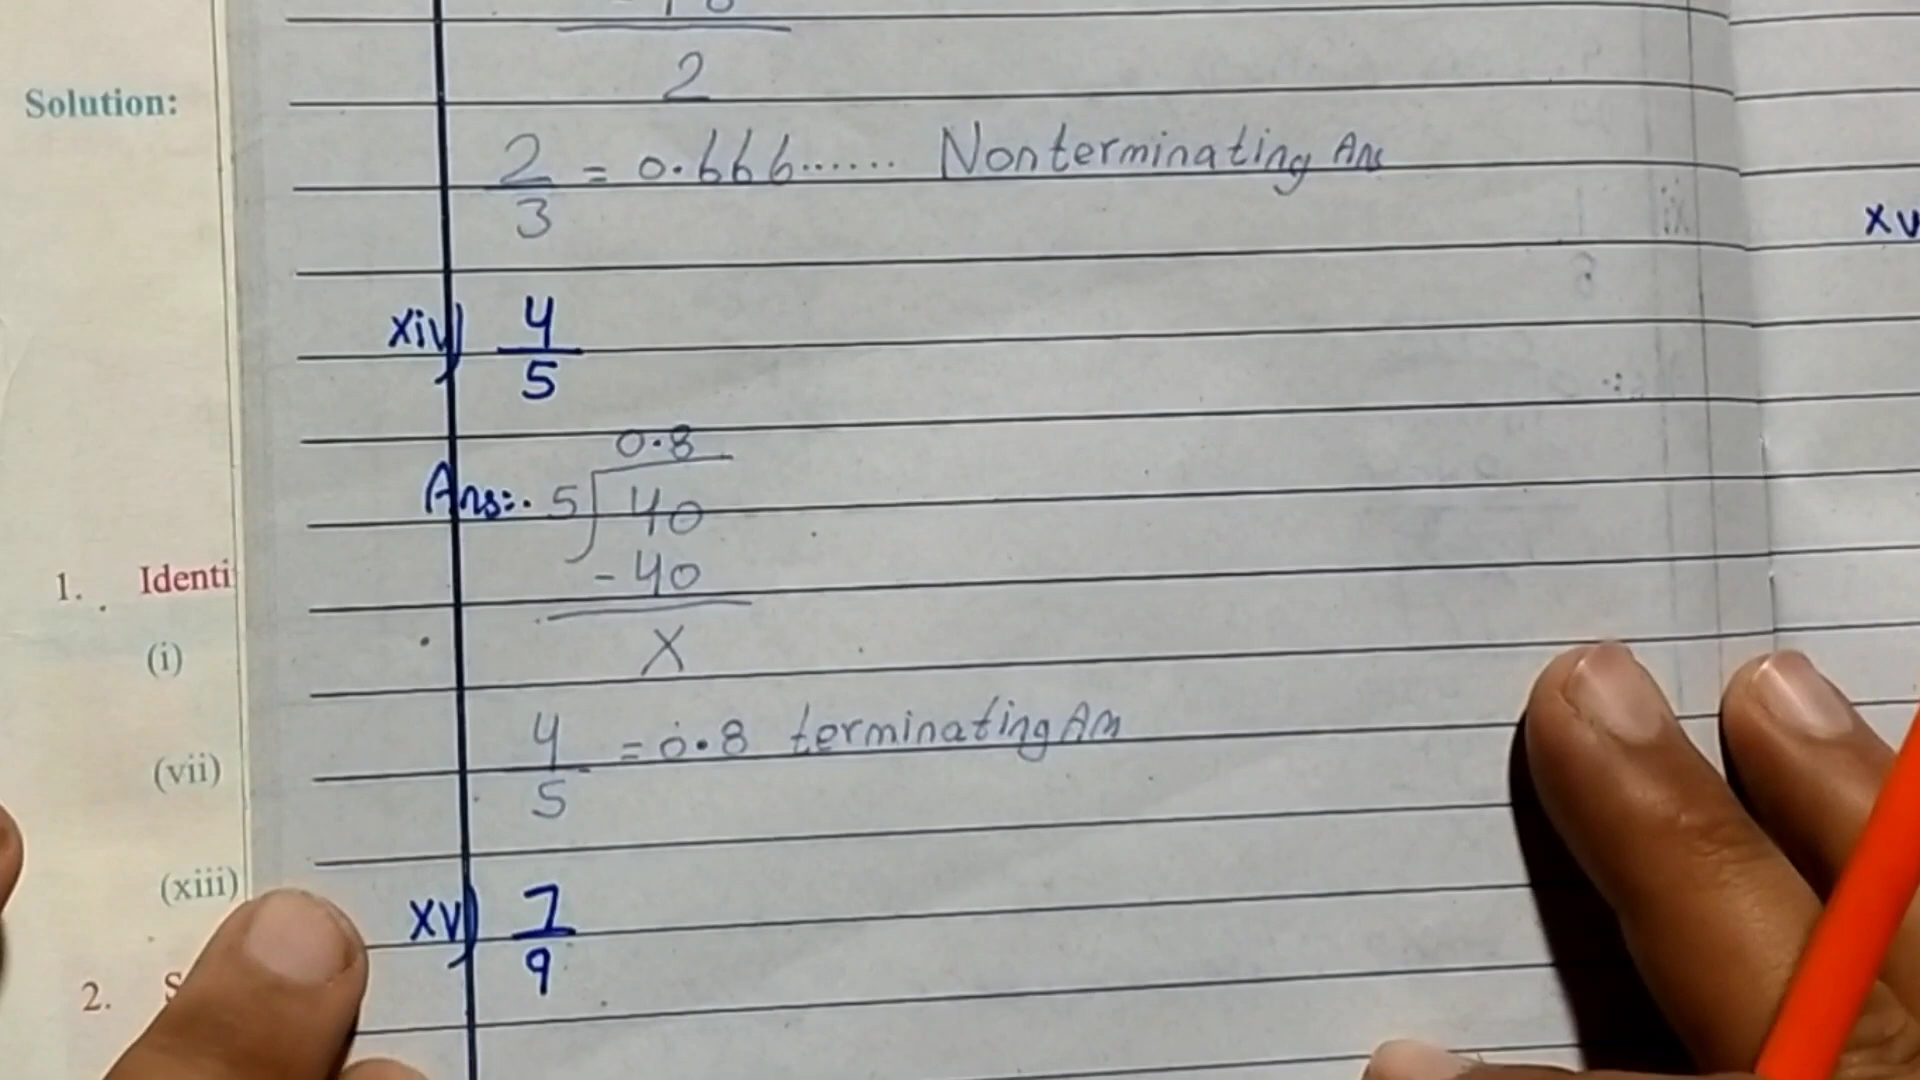 2
2/3 = 0.666...... Nonterminating Ans
xiv) 4/5
0.8
Ans:. 5 40
- 40
X
4/5 = 0.8 terminating Ans
xv) 7/9
Solution:
1. Identi
(i)
(vii)
(xiii)
2. S
xv